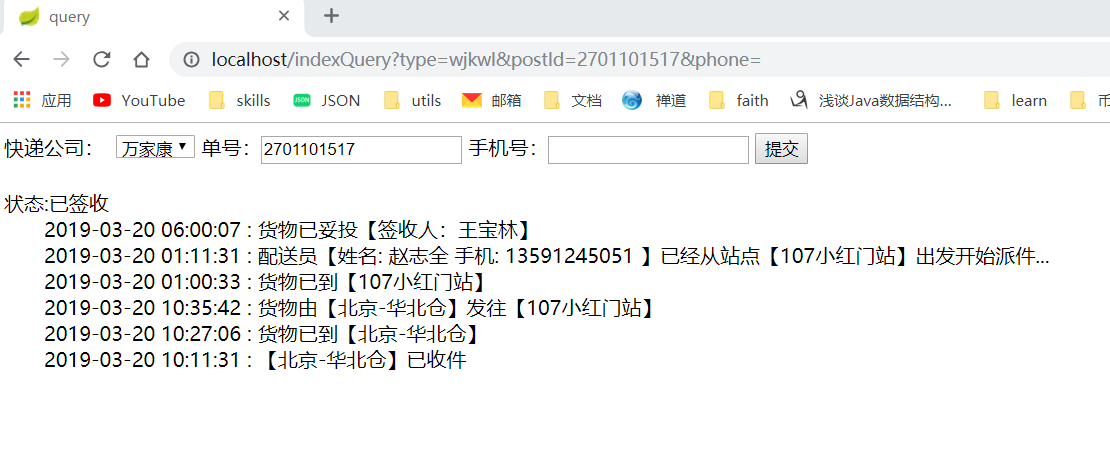 query
localhost/indexQuery?type=wjkwl&postId=2701101517&phone=
应用 YouTube skills JSON utils 邮箱 文档 禅道 faith 浅谈Java数据结构... learn 币
快递公司： 万家康 单号：2701101517 手机号： 提交
状态:已签收
2019-03-20 06:00:07 : 货物已妥投【签收人：王宝林】
2019-03-20 01:11:31 : 配送员【姓名: 赵志全 手机: 13591245051 】已经从站点【107小红门站】出发开始派件...
2019-03-20 01:00:33 : 货物已到【107小红门站】
2019-03-20 10:35:42 : 货物由【北京-华北仓】发往【107小红门站】
2019-03-20 10:27:06 : 货物已到【北京-华北仓】
2019-03-20 10:11:31 : 【北京-华北仓】已收件